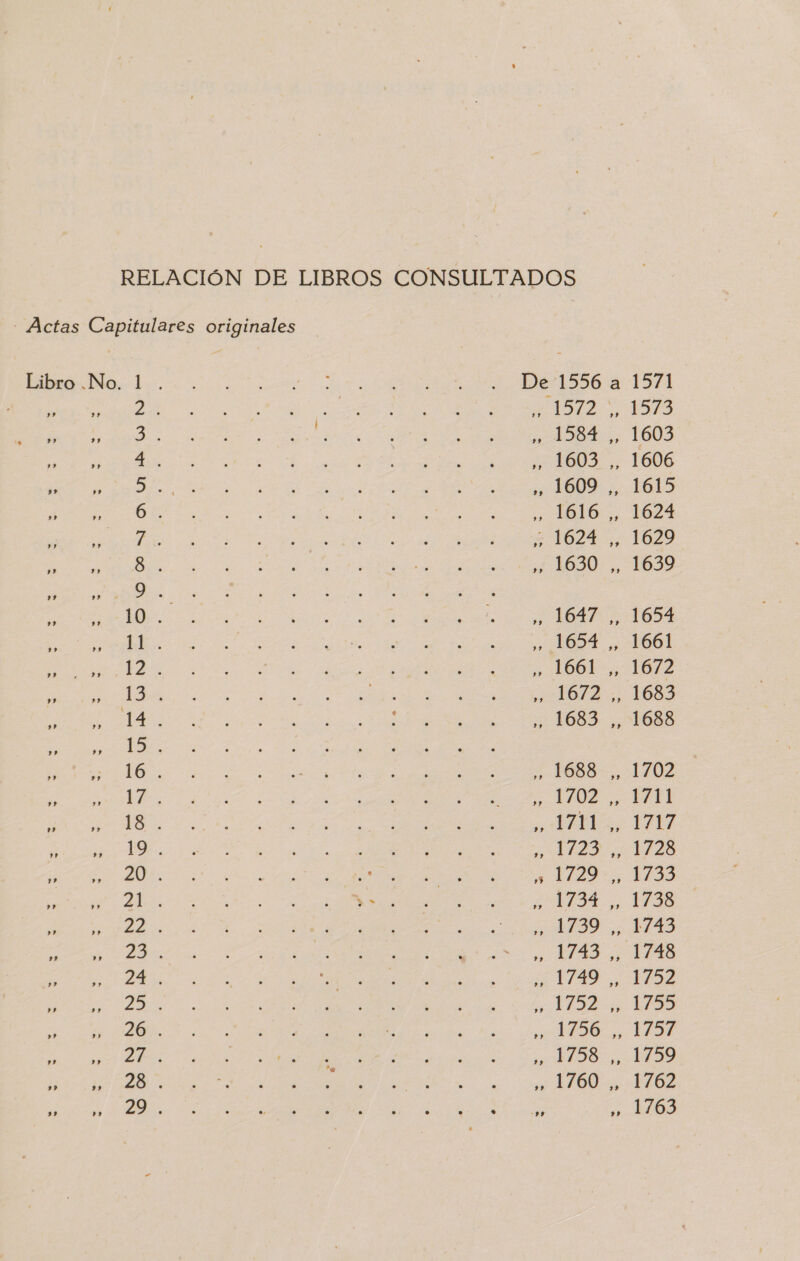 RELACIÓN DE LIBROS CONSULTADOS
Actas Capitulares originales
Libro No. 1 . . . . . . . . . . . . De 1556 a 1571
,, ,, 2 . . . . . . . . . . . . ,, 1572 ,, 1573
,, ,, 3 . . . . . . . . . . . . ,, 1584 ,, 1603
,, ,, 4 . . . . . . . . . . . . ,, 1603 ,, 1606
,, ,, 5 . . . . . . . . . . . . ,, 1609 ,, 1615
,, ,, 6 . . . . . . . . . . . . ,, 1616 ,, 1624
,, ,, 7 . . . . . . . . . . . . ,, 1624 ,, 1629
,, ,, 8 . . . . . . . . . . . . ,, 1630 ,, 1639
,, ,, 9 . . . . . . . . . . . .
,, ,, 10 . . . . . . . . . . . . ,, 1647 ,, 1654
,, ,, 11 . . . . . . . . . . . . ,, 1654 ,, 1661
,, ,, 12 . . . . . . . . . . . . ,, 1661 ,, 1672
,, ,, 13 . . . . . . . . . . . . ,, 1672 ,, 1683
,, ,, 14 . . . . . . . . . . . . ,, 1683 ,, 1688
,, ,, 15 . . . . . . . . . . . .
,, ,, 16 . . . . . . . . . . . . ,, 1688 ,, 1702
,, ,, 17 . . . . . . . . . . . . ,, 1702 ,, 1711
,, ,, 18 . . . . . . . . . . . . ,, 1711 ,, 1717
,, ,, 19 . . . . . . . . . . . . ,, 1723 ,, 1728
,, ,, 20 . . . . . . . . . . . . ,, 1729 ,, 1733
,, ,, 21 . . . . . . . . . . . . ,, 1734 ,, 1738
,, ,, 22 . . . . . . . . . . . . ,, 1739 ,, 1743
,, ,, 23 . . . . . . . . . . . . ,, 1743 ,, 1748
,, ,, 24 . . . . . . . . . . . . ,, 1749 ,, 1752
,, ,, 25 . . . . . . . . . . . . ,, 1752 ,, 1755
,, ,, 26 . . . . . . . . . . . . ,, 1756 ,, 1757
,, ,, 27 . . . . . . . . . . . . ,, 1758 ,, 1759
,, ,, 28 . . . . . . . . . . . . ,, 1760 ,, 1762
,, ,, 29 . . . . . . . . . . . . ,, ,, 1763